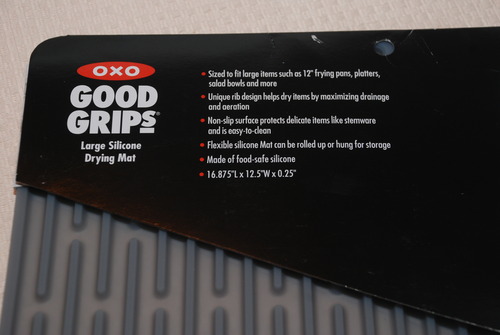 OXO
GOOD
GRIPS®
Large Silicone
Drying Mat
• Sized to fit large items such as 12" frying pans, platters,
salad bowls and more
• Unique rib design helps dry items by maximizing drainage
and aeration
• Non-slip surface protects delicate items like stemware
and is easy-to-clean
• Flexible silicone Mat can be rolled up or hung for storage
• Made of food-safe silicone
• 16.875"L x 12.5"W x 0.25"